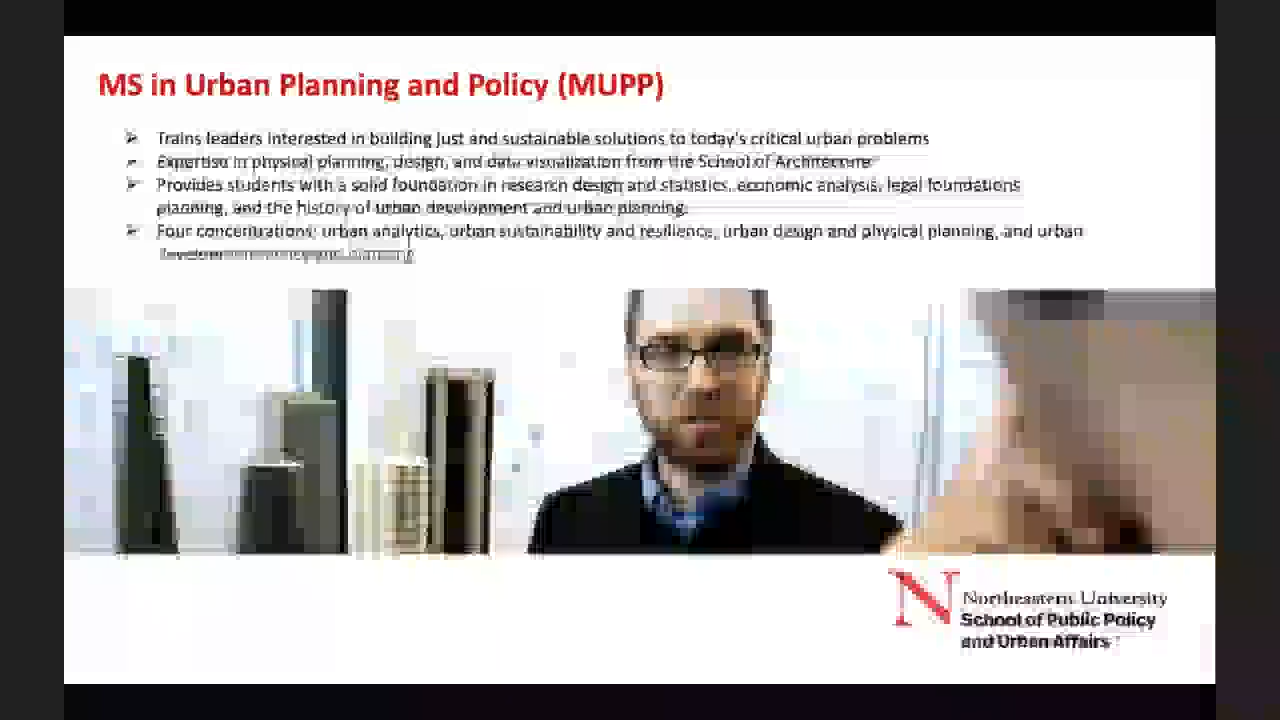 MS in Urban Planning and Policy (MUPP)
➢ Trains leaders interested in building just and sustainable solutions to today's critical urban problems
➢ Expertise in physical planning, design, and data visualization from the School of Architecture
➢ Provides students with a solid foundation in research design and statistics, economic analysis, legal foundations
planning, and the history of urban development and urban planning.
➢ Four concentrations: urban analytics, urban sustainability and resilience, urban design and physical planning, and urban
N Northeastern University
School of Public Policy
and Urban Affairs